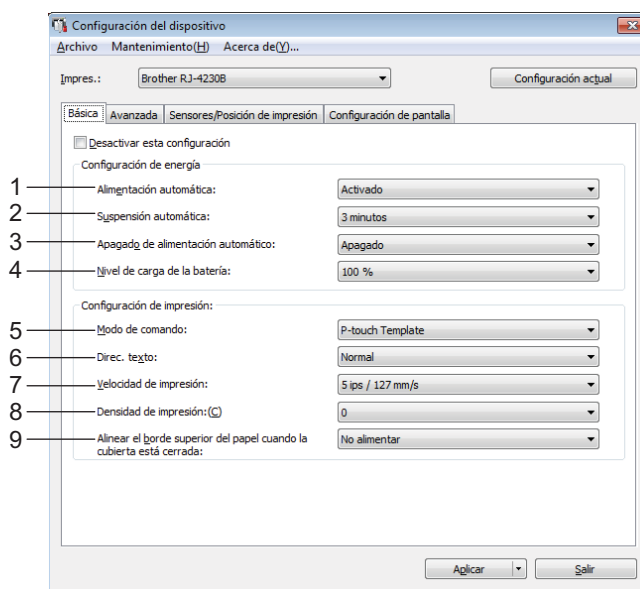 Configuración del dispositivo
Archivo Mantenimiento(H) Acerca de(Y)...
Impres.: Brother RJ-4230B Configuración actual
Básica Avanzada Sensores/Posición de impresión Configuración de pantalla
Desactivar esta configuración
Configuración de energía
1 Alimentación automática: Activado
2 Suspensión automática: 3 minutos
3 Apagado de alimentación automático: Apagado
4 Nivel de carga de la batería: 100 %
Configuración de impresión:
5 Modo de comando: P-touch Template
6 Direc. texto: Normal
7 Velocidad de impresión: 5 ips / 127 mm/s
8 Densidad de impresión:(C) 0
9 Alinear el borde superior del papel cuando la No alimentar
cubierta está cerrada:
Aplicar Salir